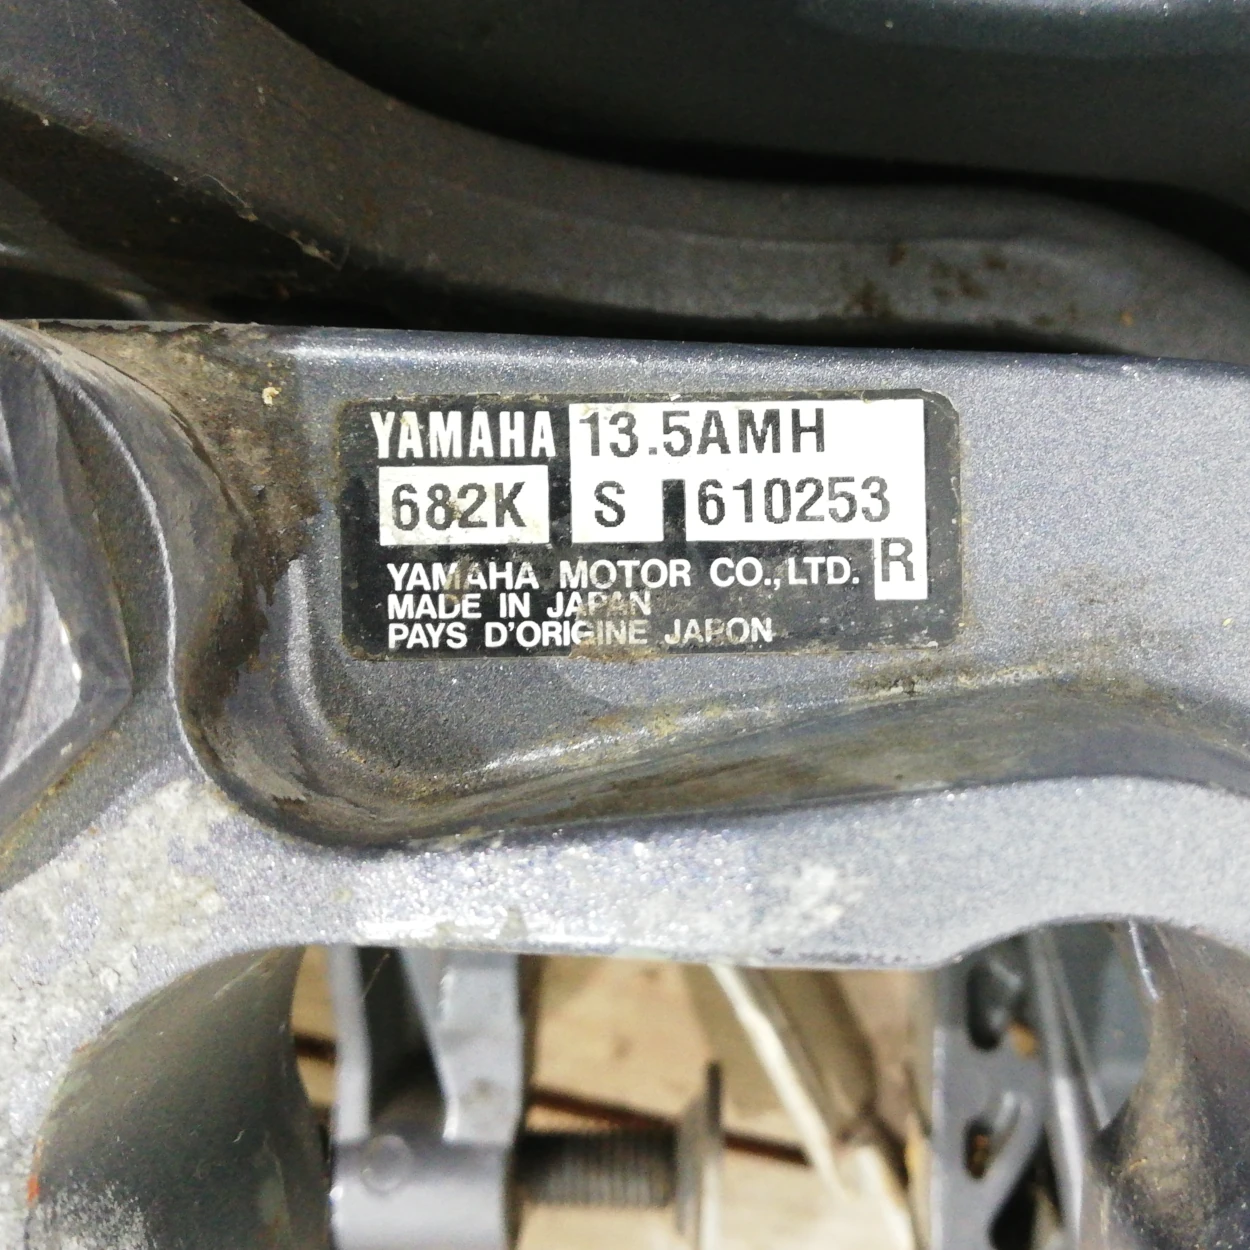 YAMAHA 13.5AMH
682K S 610253
YAMAHA MOTOR CO.,LTD. R
MADE IN JAPAN
PAYS D'ORIGINE JAPON